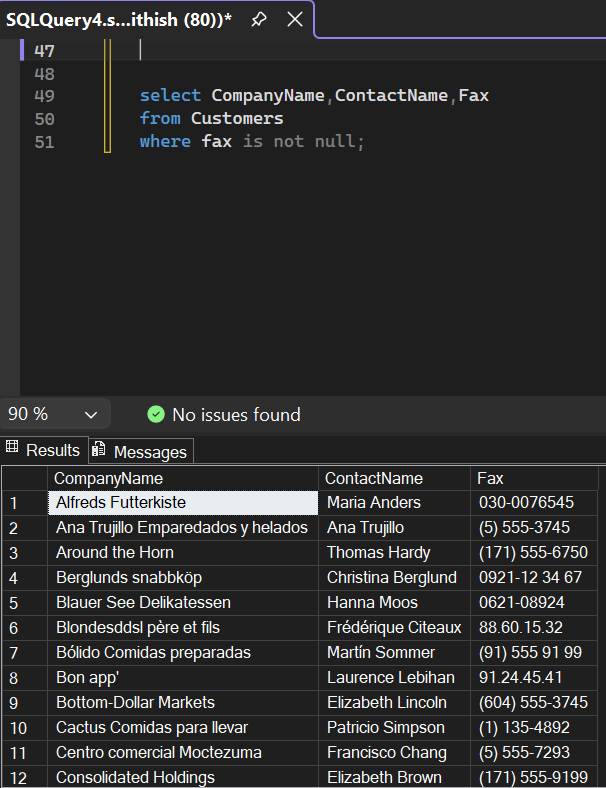 SQLQuery4.s...ithish (80))*
47
48
49 select CompanyName,ContactName,Fax
50 from Customers
51 where fax is not null;
90 %
No issues found
Results Messages
CompanyName ContactName Fax
1 Alfreds Futterkiste Maria Anders 030-0076545
2 Ana Trujillo Emparedados y helados Ana Trujillo (5) 555-3745
3 Around the Horn Thomas Hardy (171) 555-6750
4 Berglunds snabbköp Christina Berglund 0921-12 34 67
5 Blauer See Delikatessen Hanna Moos 0621-08924
6 Blondesddsl père et fils Frédérique Citeaux 88.60.15.32
7 Bólido Comidas preparadas Martín Sommer (91) 555 91 99
8 Bon app' Laurence Lebihan 91.24.45.41
9 Bottom-Dollar Markets Elizabeth Lincoln (604) 555-3745
10 Cactus Comidas para llevar Patricio Simpson (1) 135-4892
11 Centro comercial Moctezuma Francisco Chang (5) 555-7293
12 Consolidated Holdings Elizabeth Brown (171) 555-9199